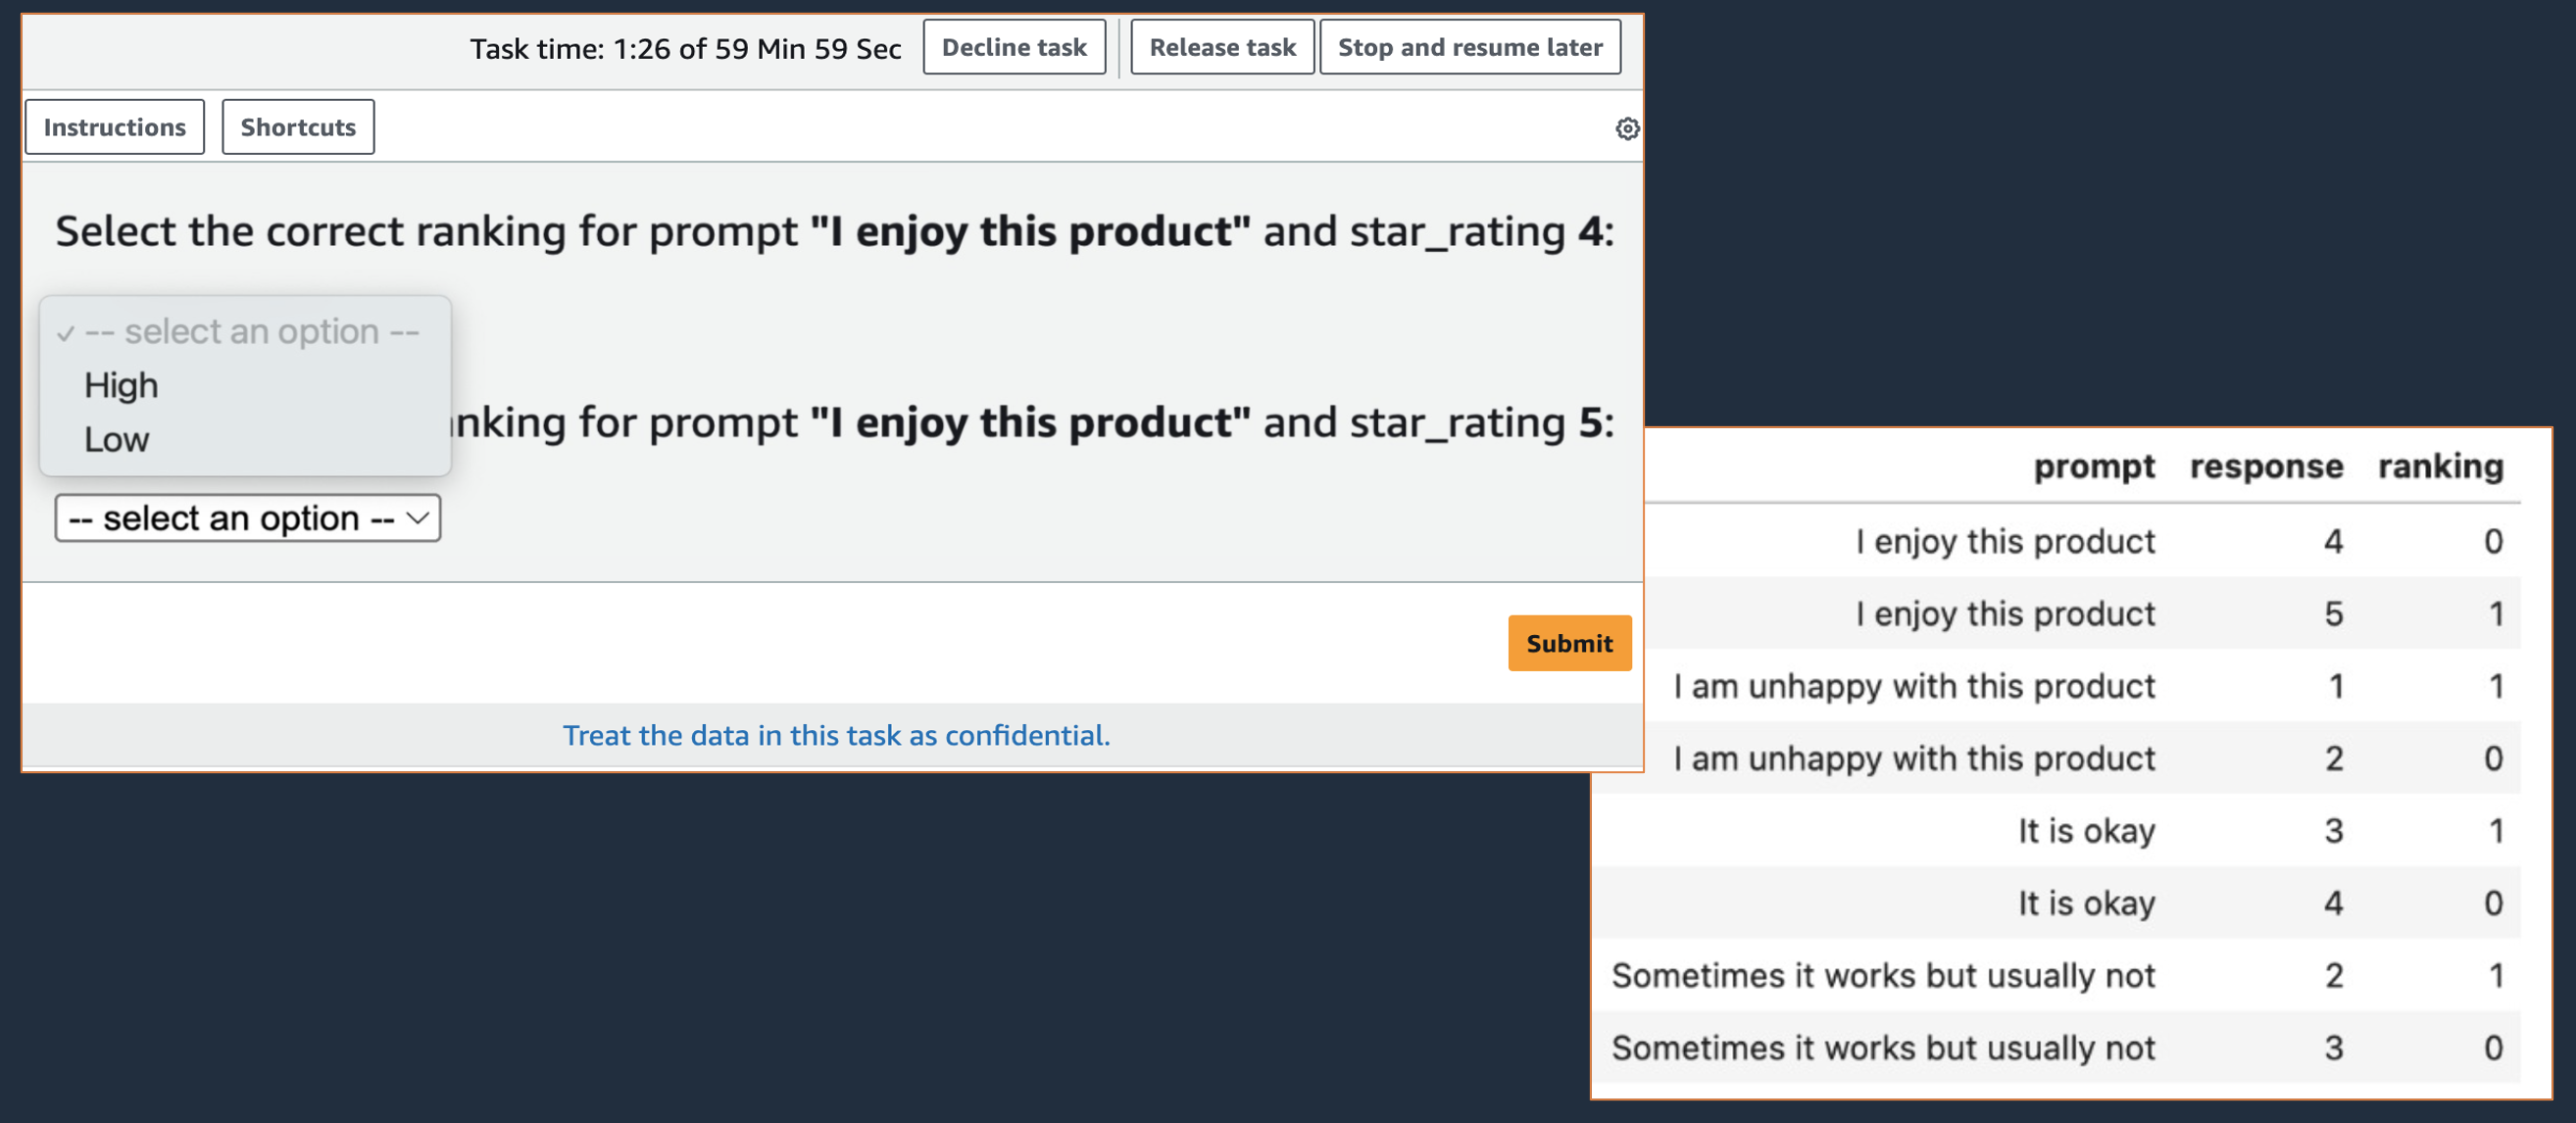 Task time: 1:26 of 59 Min 59 Sec Decline task Release task Stop and resume later
Instructions Shortcuts
Select the correct ranking for prompt "I enjoy this product" and star_rating 4:
✓ -- select an option --
High
Low
nking for prompt "I enjoy this product" and star_rating 5:
-- select an option --
Submit
Treat the data in this task as confidential.
prompt response ranking
I enjoy this product 4 0
I enjoy this product 5 1
I am unhappy with this product 1 1
I am unhappy with this product 2 0
It is okay 3 1
It is okay 4 0
Sometimes it works but usually not 2 1
Sometimes it works but usually not 3 0